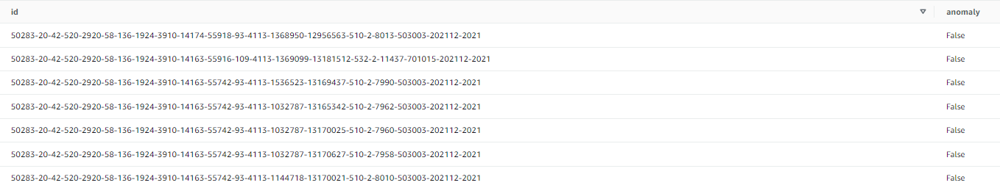 id anomaly
50283-20-42-520-2920-58-136-1924-3910-14174-55918-93-4113-1368950-12956563-510-2-8013-503003-202112-2021 False
50283-20-42-520-2920-58-136-1924-3910-14163-55916-109-4113-1369099-13181512-532-2-11437-701015-202112-2021 False
50283-20-42-520-2920-58-136-1924-3910-14163-55742-93-4113-1536523-13169437-510-2-7990-503003-202112-2021 False
50283-20-42-520-2920-58-136-1924-3910-14163-55742-93-4113-1032787-13165342-510-2-7962-503003-202112-2021 False
50283-20-42-520-2920-58-136-1924-3910-14163-55742-93-4113-1032787-13170025-510-2-7960-503003-202112-2021 False
50283-20-42-520-2920-58-136-1924-3910-14163-55742-93-4113-1032787-13170627-510-2-7958-503003-202112-2021 False
50283-20-42-520-2920-58-136-1924-3910-14163-55742-93-4113-1144718-13170021-510-2-8010-503003-202112-2021 False